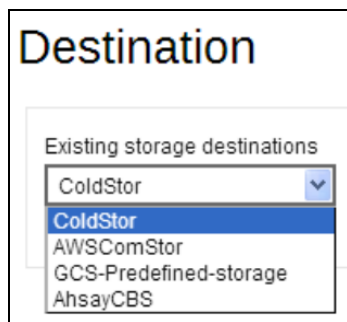 Destination
Existing storage destinations
ColdStor
ColdStor
AWSComStor
GCS-Predefined-storage
AhsayCBS